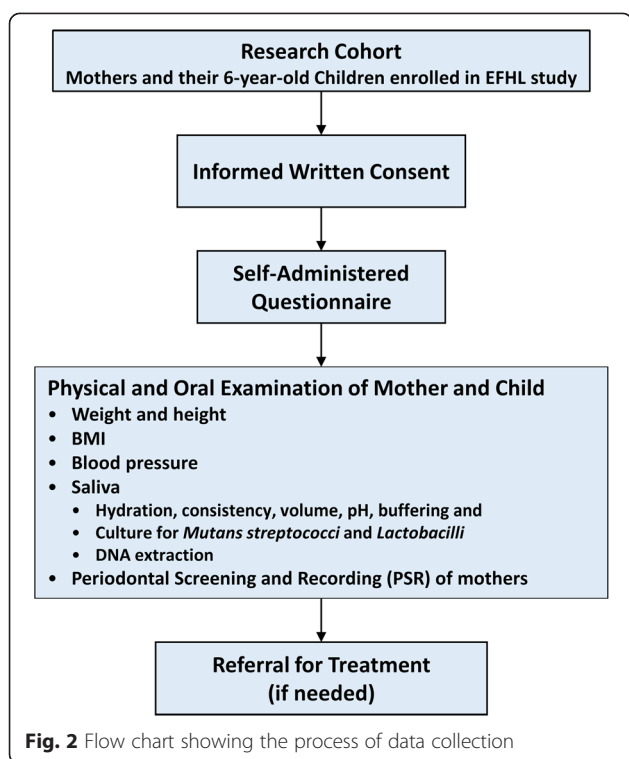 Research Cohort
Mothers and their 6-year-old Children enrolled in EFHL study
Informed Written Consent
Self-Administered
Questionnaire
Physical and Oral Examination of Mother and Child
• Weight and height
• BMI
• Blood pressure
• Saliva
• Hydration, consistency, volume, pH, buffering and
• Culture for Mutans streptococci and Lactobacilli
• DNA extraction
• Periodontal Screening and Recording (PSR) of mothers
Referral for Treatment
(if needed)
Fig. 2 Flow chart showing the process of data collection